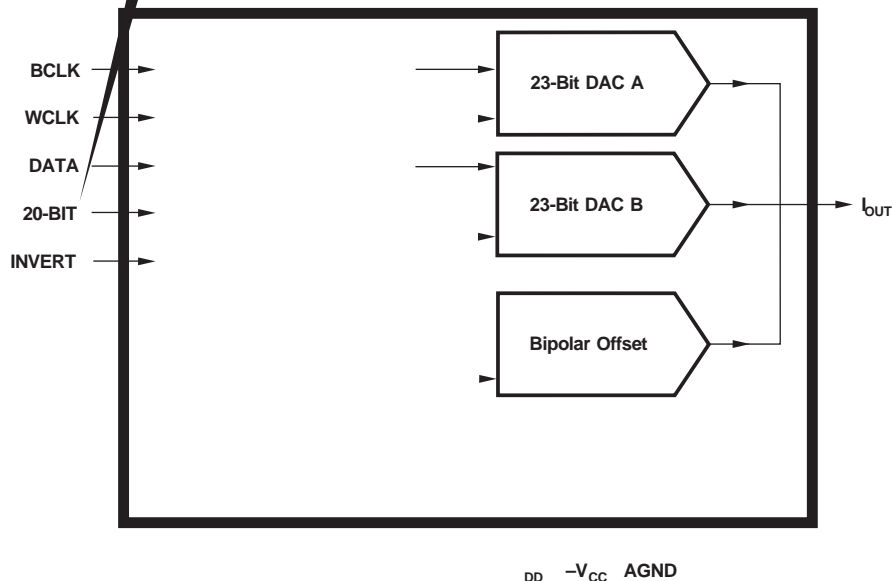 BCLK
23-Bit DAC A
WCLK
DATA
20-BIT
23-Bit DAC B
IOUT
INVERT
Bipolar Offset
DD –VCC AGND